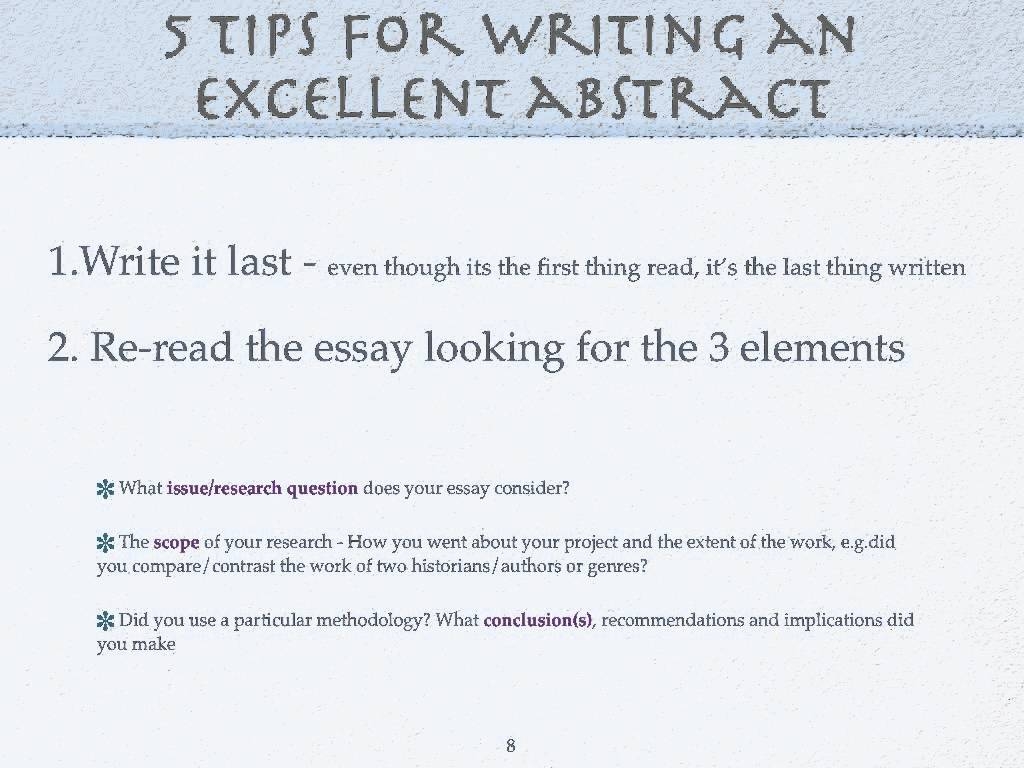 5 TIPS FOR WRITING AN
EXCELLENT ABSTRACT
1.Write it last - even though its the first thing read, it's the last thing written
2. Re-read the essay looking for the 3 elements
✻ What issue/research question does your essay consider?
✻ The scope of your research - How you went about your project and the extent of the work, e.g.did
you compare/contrast the work of two historians/authors or genres?
✻ Did you use a particular methodology? What conclusion(s), recommendations and implications did
you make
8